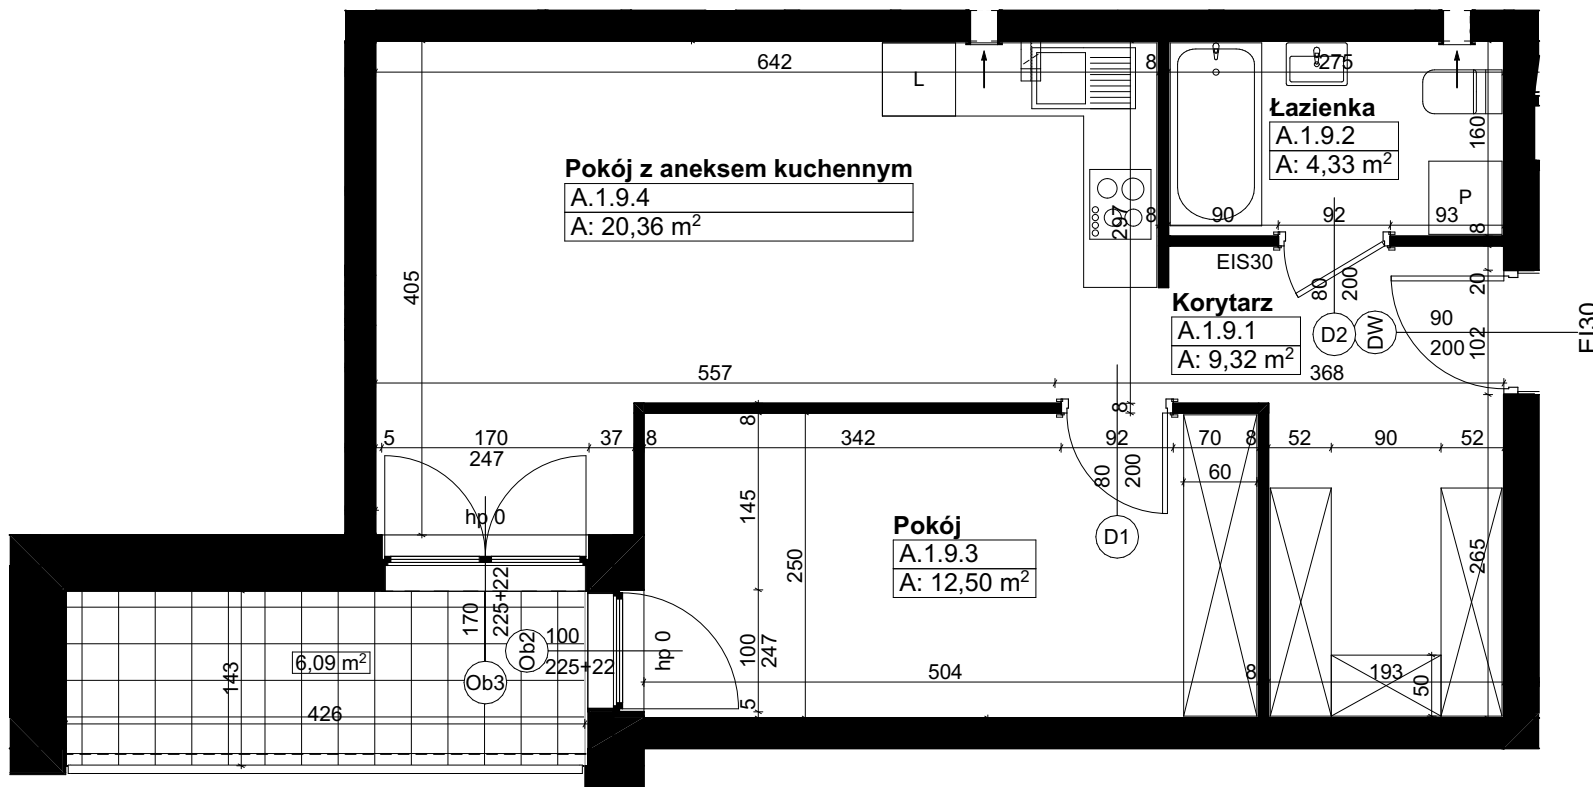 642
8
275
L
Łazienka
A.1.9.2
A: 4,33 m²
160
Pokój z aneksem kuchennym
A.1.9.4
A: 20,36 m²
297
8
90
92
93
P
8
EIS30
80
200
20
405
Korytarz
A.1.9.1
A: 9,32 m²
D2
DW
90
200
102
EI30
557
368
8
8
5
170
247
37
8
342
92
70
8
52
90
52
80
200
60
145
hp 0
250
Pokój
A.1.9.3
A: 12,50 m²
D1
265
170
225+22
Ob2
100
225+22
hp 0
100
247
6,09 m²
143
Ob3
504
8
193
50
5
426